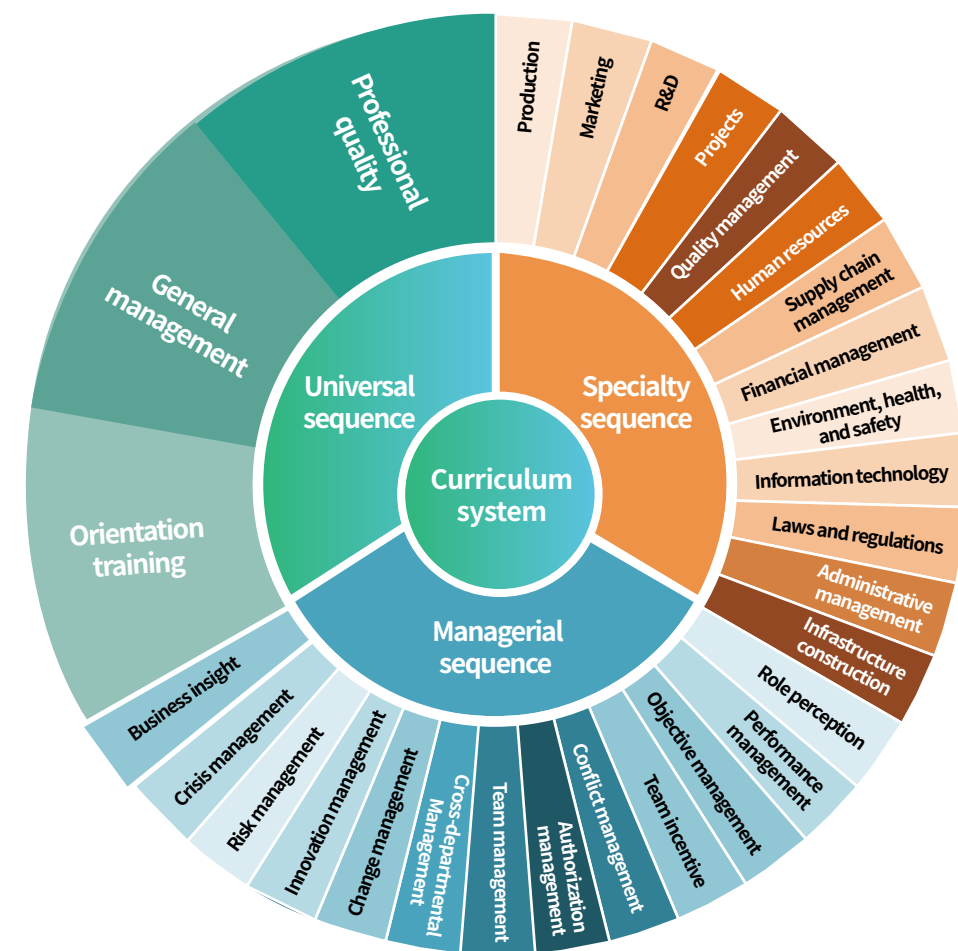 Curriculum
system
Universal
sequence
Specialty
sequence
Managerial
sequence
Professional
quality
General
management
Orientation
training
Production
Marketing
R&D
Projects
Quality management
Human resources
Supply chain
management
Financial management
Environment, health,
and safety
Information technology
Laws and regulations
Administrative
management
Infrastructure
construction
Role perception
Performance
management
Objective management
Team incentive
Conflict management
Authorization
management
Team management
Cross-departmental
Management
Change management
Innovation management
Risk management
Crisis management
Business insight